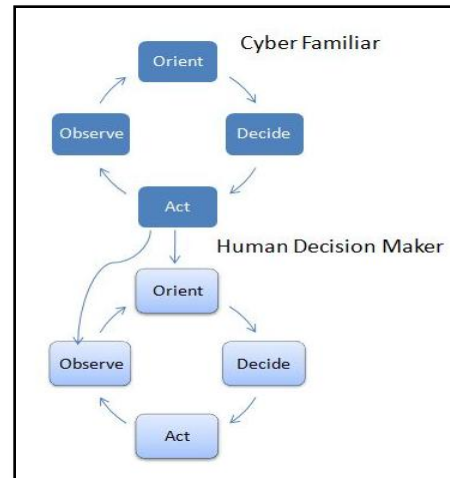 Cyber Familiar
Orient
Observe
Decide
Act
Human Decision Maker
Orient
Observe
Decide
Act